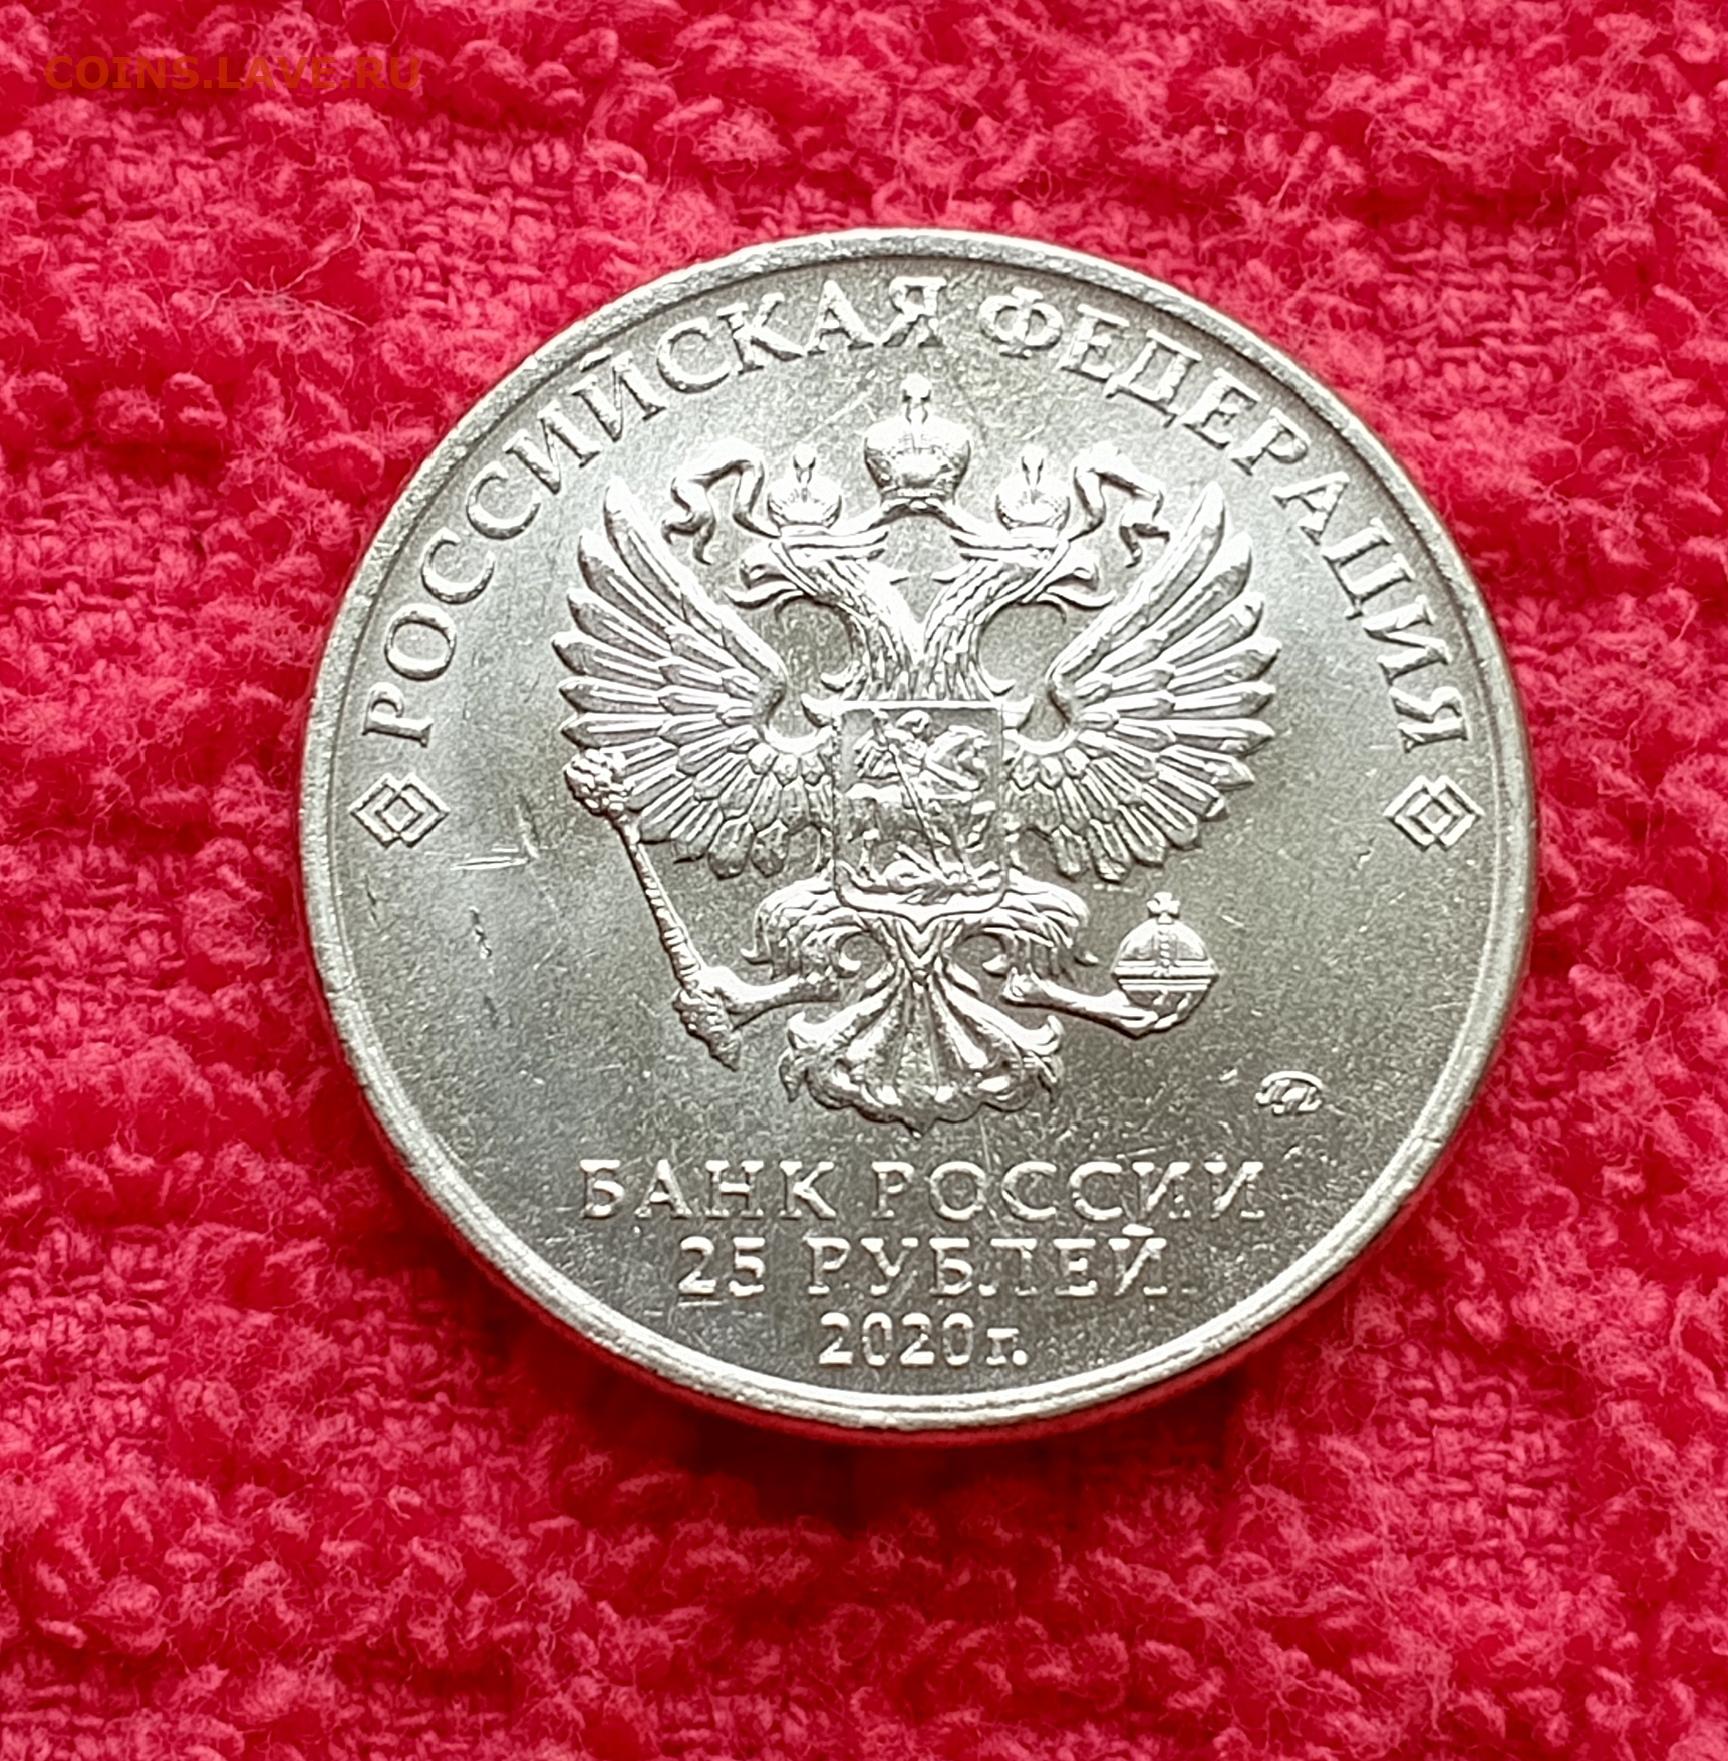 COINS.LAVE.RU
РОССИЙСКАЯ ФЕДЕРАЦИЯ
БАНК РОССИИ
25 РУБЛЕЙ
2020 г.